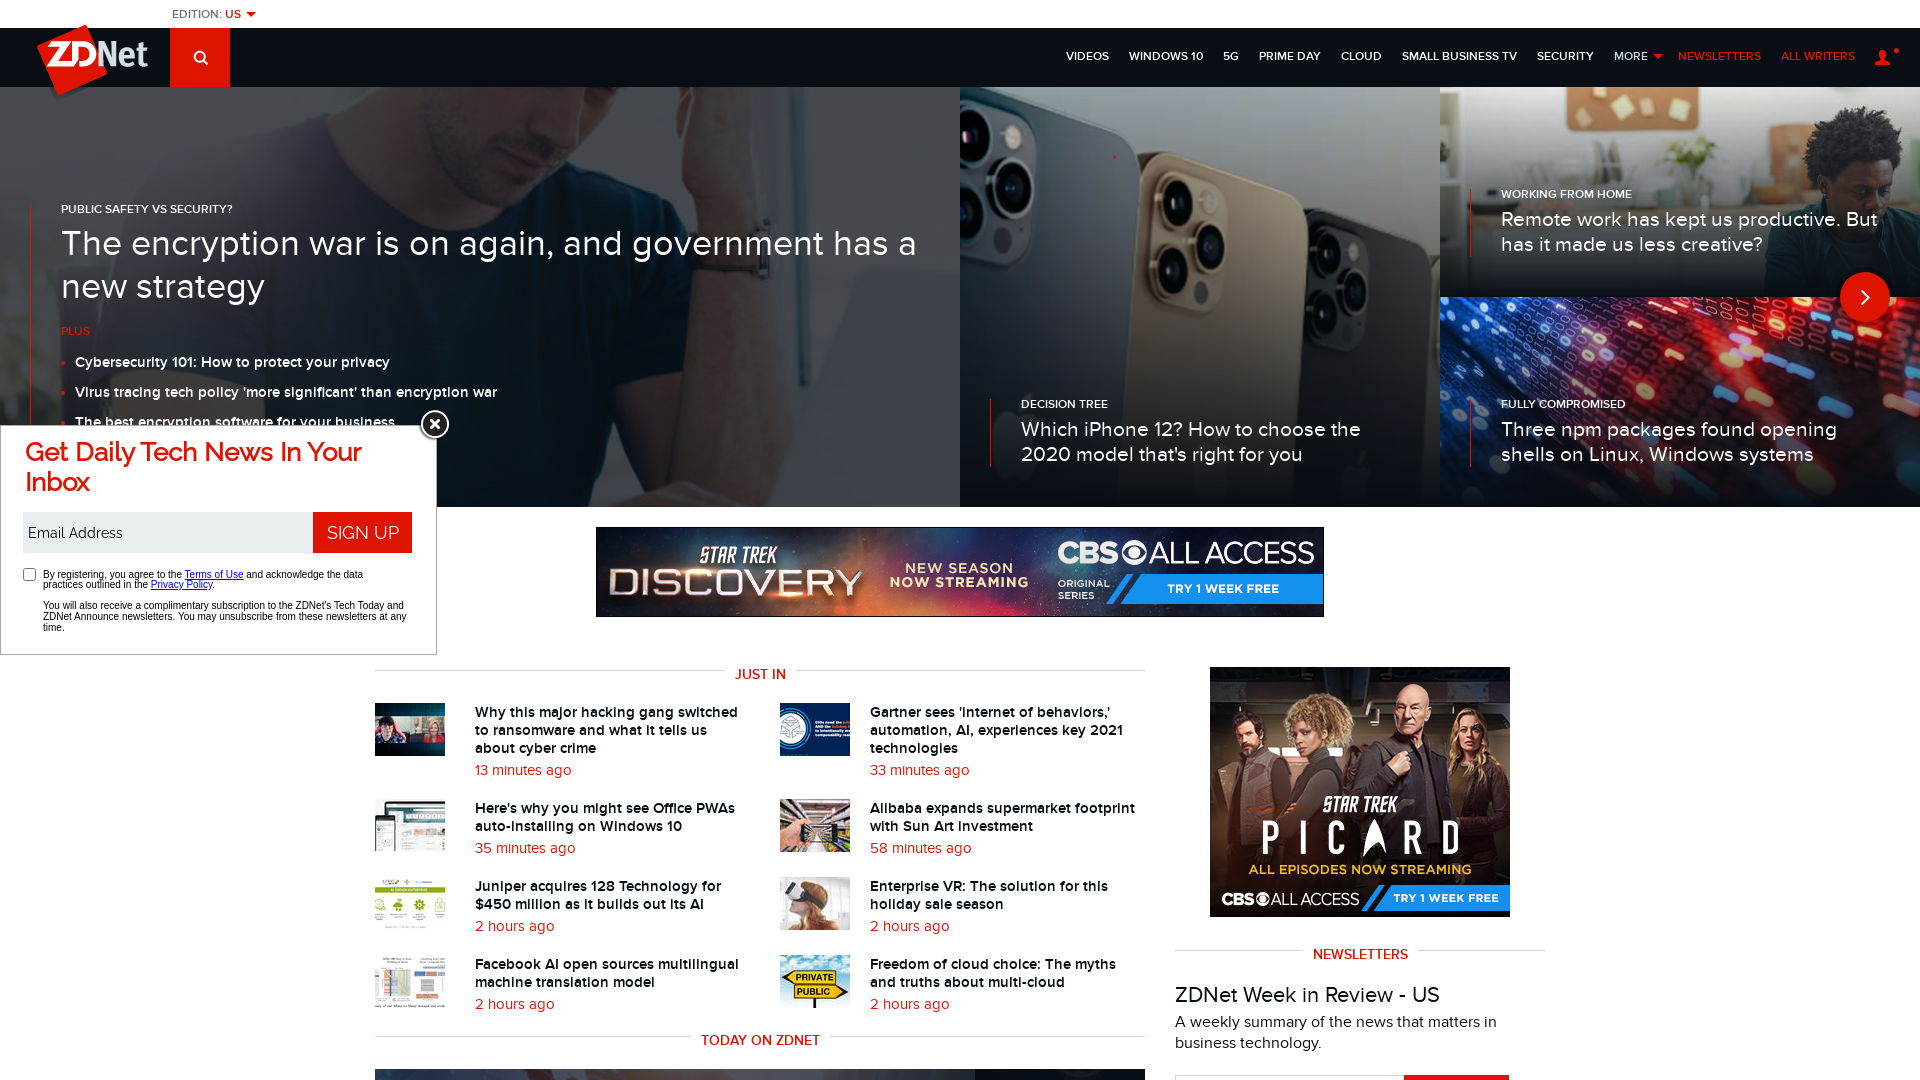 EDITION: US
ZDNet
VIDEOS WINDOWS 10 5G PRIME DAY CLOUD SMALL BUSINESS TV SECURITY MORE NEWSLETTERS ALL WRITERS
PUBLIC SAFETY VS SECURITY?
The encryption war is on again, and government has a
new strategy
PLUS
Cybersecurity 101: How to protect your privacy
Virus tracing tech policy 'more significant' than encryption war
The best encryption software for your business
DECISION TREE
Which iPhone 12? How to choose the
2020 model that's right for you
WORKING FROM HOME
Remote work has kept us productive. But
has it made us less creative?
FULLY COMPROMISED
Three npm packages found opening
shells on Linux, Windows systems
Get Daily Tech News In Your
Inbox
Email Address
SIGN UP
By registering, you agree to the Terms of Use and acknowledge the data
practices outlined in the Privacy Policy.
You will also receive a complimentary subscription to the ZDNet's Tech Today and
ZDNet Announce newsletters. You may unsubscribe from these newsletters at any
time.
STAR TREK
DISCOVERY
NEW SEASON
NOW STREAMING
CBS ALL ACCESS
ORIGINAL
SERIES
TRY 1 WEEK FREE
JUST IN
Why this major hacking gang switched
to ransomware and what it tells us
about cyber crime
13 minutes ago
Gartner sees 'internet of behaviors,'
automation, AI, experiences key 2021
technologies
33 minutes ago
Here's why you might see Office PWAs
auto-installing on Windows 10
35 minutes ago
Alibaba expands supermarket footprint
with Sun Art investment
58 minutes ago
Juniper acquires 128 Technology for
$450 million as it builds out its AI
2 hours ago
Enterprise VR: The solution for this
holiday sale season
2 hours ago
Facebook AI open sources multilingual
machine translation model
2 hours ago
PRIVATE
PUBLIC
Freedom of cloud choice: The myths
and truths about multi-cloud
2 hours ago
TODAY ON ZDNET
STAR TREK
PICARD
ALL EPISODES NOW STREAMING
CBS ALL ACCESS
TRY 1 WEEK FREE
NEWSLETTERS
ZDNet Week in Review - US
A weekly summary of the news that matters in
business technology.